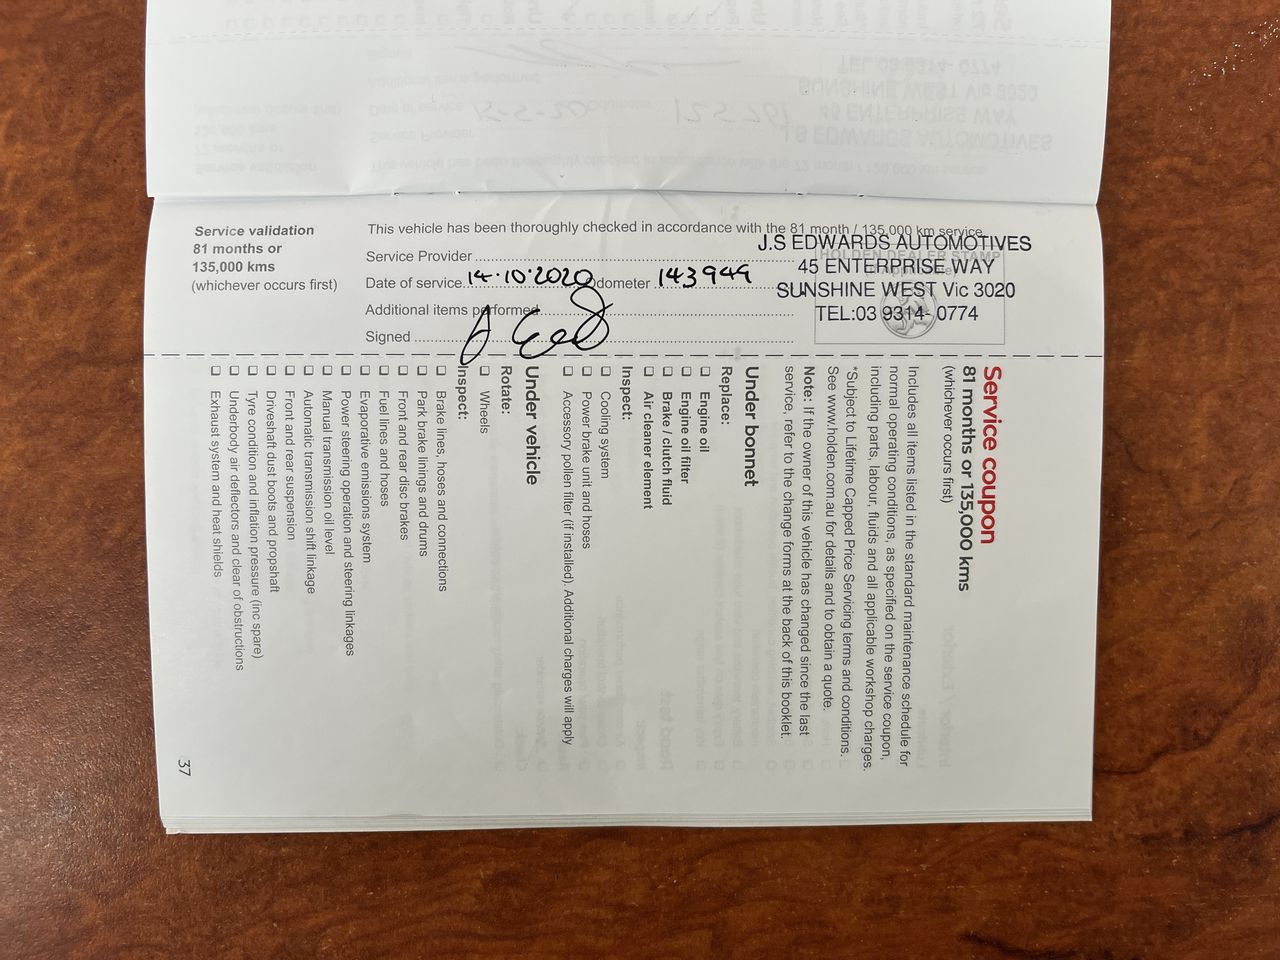 Service validation
81 months or
135,000 kms
(whichever occurs first)
This vehicle has been thoroughly checked in accordance with the 81 month / 135,000 km service.
Service Provider
Date of service 14·10·2020 Odometer 143949
Additional items performed
Signed
HOLDEN DEALER STAMP
J.S EDWARDS AUTOMOTIVES
45 ENTERPRISE WAY
SUNSHINE WEST Vic 3020
TEL:03 9314- 0774
Service coupon
81 months or 135,000 kms
(whichever occurs first)
Includes all items listed in the standard maintenance schedule for
normal operating conditions, as specified on the service coupon,
including parts, labour, fluids and all applicable workshop charges.
*Subject to Lifetime Capped Price Servicing terms and conditions.
See www.holden.com.au for details and to obtain a quote.
Note: If the owner of this vehicle has changed since the last
service, refer to the change forms at the back of this booklet.
Under bonnet
Replace:
Engine oil
Engine oil filter
Brake / clutch fluid
Air cleaner element
Inspect:
Cooling system
Power brake unit and hoses
Accessory pollen filter (if installed). Additional charges will apply
Under vehicle
Rotate:
Wheels
Inspect:
Brake lines, hoses and connections
Park brake linings and drums
Front and rear disc brakes
Fuel lines and hoses
Evaporative emissions system
Power steering operation and steering linkages
Manual transmission oil level
Automatic transmission shift linkage
Front and rear suspension
Driveshaft dust boots and propshaft
Tyre condition and inflation pressure (inc spare)
Underbody air deflectors and clear of obstructions
Exhaust system and heat shields
37